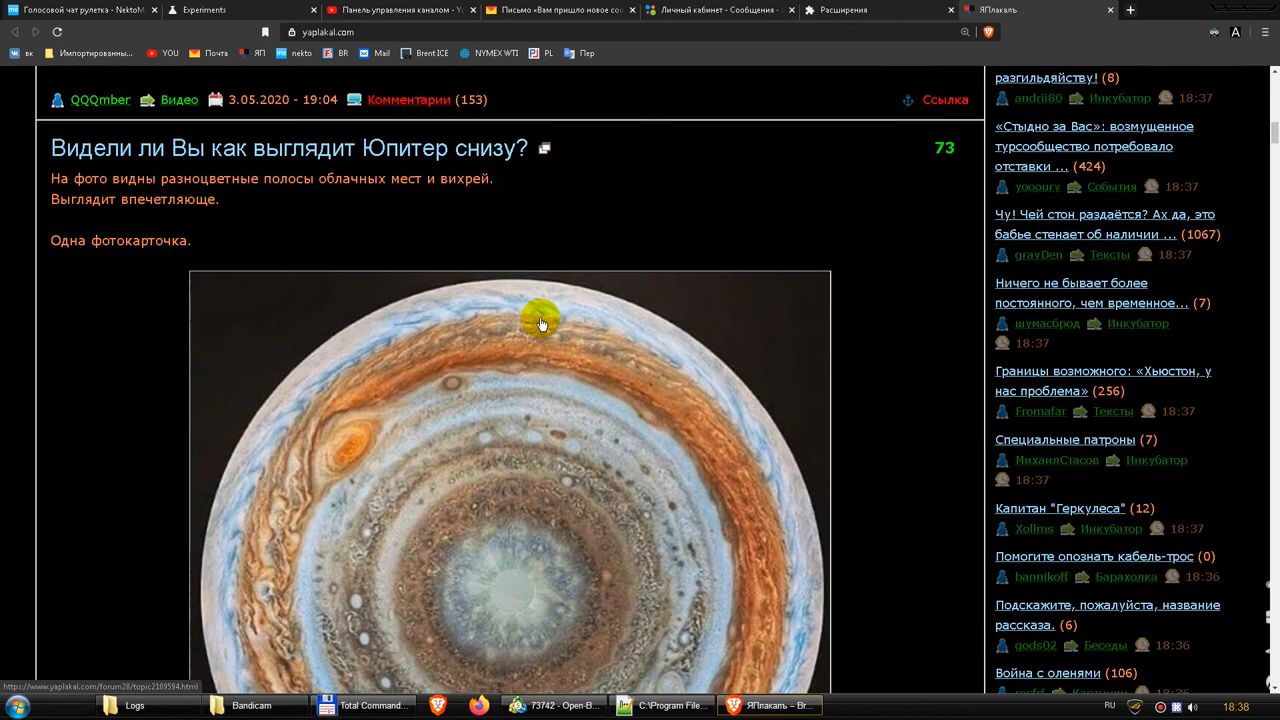 Голосовой чат рулетка - NektoM
Experiments
Панель управления каналом - Yo
Письмо «Вам пришло новое соо
Личный кабинет - Сообщения -
Расширения
ЯПлакалъ
yaplakal.com
вк
Импортированны...
YOU
Почта
ЯП
nekto
BR
Mail
Brent ICE
NYMEX WTI
PL
Пер
QQQmber
Видео
3.05.2020 - 19:04
Комментарии (153)
Ссылка
Видели ли Вы как выглядит Юпитер снизу?
73
На фото видны разноцветные полосы облачных мест и вихрей.
Выглядит впечетляюще.
Одна фотокарточка.
разгильдяйству! (8)
andrii80 Инкубатор 18:37
«Стыдно за Вас»: возмущенное
турсообщество потребовало
отставки ... (424)
yoooury События 18:37
Чу! Чей стон раздаётся? Ах да, это
бабье стенает об наличии ... (1067)
grayDen Тексты 18:37
Ничего не бывает более
постоянного, чем временное... (7)
шумасброд Инкубатор
18:37
Границы возможного: «Хьюстон, у
нас проблема» (256)
Fromafar Тексты 18:37
Специальные патроны (7)
МихаилСтасов Инкубатор
18:37
Капитан "Геркулеса" (12)
Xollms Инкубатор 18:37
Помогите опознать кабель-трос (0)
bannikoff Барахолка 18:36
Подскажите, пожалуйста, название
рассказа. (6)
gods02 Беседы 18:36
Война с оленями (106)
https://www.yaplakal.com/forum28/topic2109594.html
Logs
Bandicam
Total Command...
73742 - Open-B...
C:\Program File...
ЯПлакалъ – Br...
RU
18:38